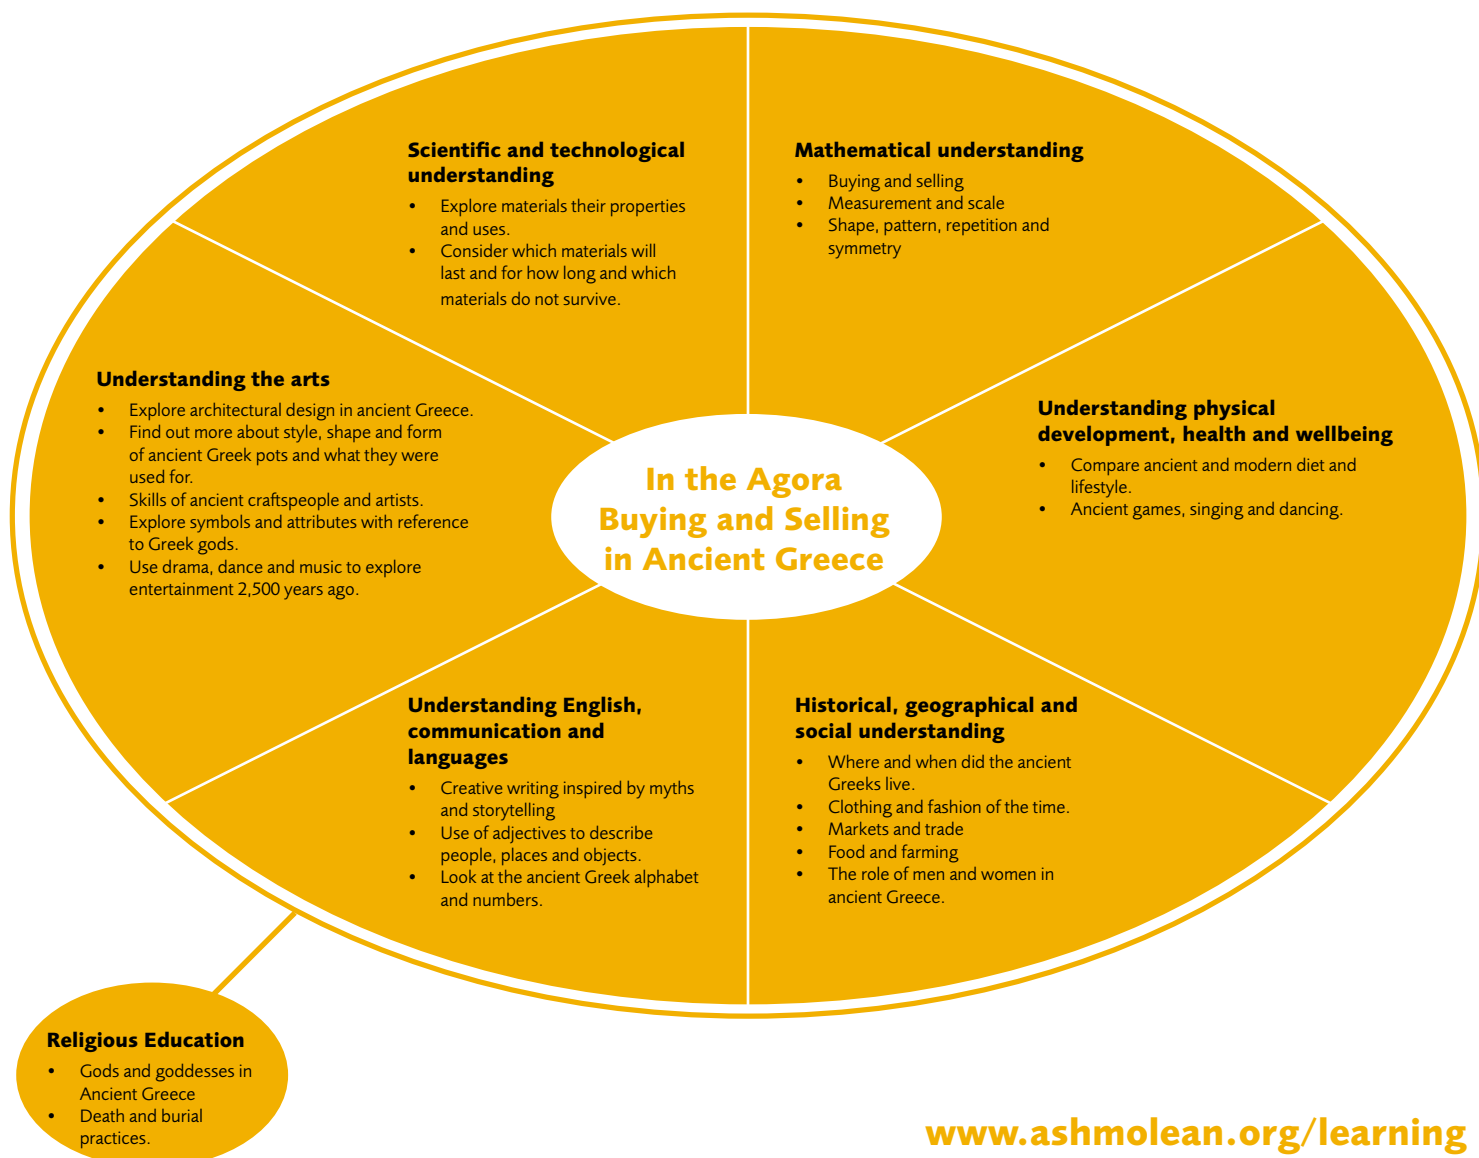 Scientific and technological
understanding
• Explore materials their properties
and uses.
• Consider which materials will
last and for how long and which
materials do not survive.
Mathematical understanding
• Buying and selling
• Measurement and scale
• Shape, pattern, repetition and
symmetry
Understanding the arts
• Explore architectural design in ancient Greece.
• Find out more about style, shape and form
of ancient Greek pots and what they were
used for.
• Skills of ancient craftspeople and artists.
• Explore symbols and attributes with reference
to Greek gods.
• Use drama, dance and music to explore
entertainment 2,500 years ago.
In the Agora
Buying and Selling
in Ancient Greece
Understanding physical
development, health and wellbeing
• Compare ancient and modern diet and
lifestyle.
• Ancient games, singing and dancing.
Understanding English,
communication and
languages
• Creative writing inspired by myths
and storytelling
• Use of adjectives to describe
people, places and objects.
• Look at the ancient Greek alphabet
and numbers.
Historical, geographical and
social understanding
• Where and when did the ancient
Greeks live.
• Clothing and fashion of the time.
• Markets and trade
• Food and farming
• The role of men and women in
ancient Greece.
Religious Education
• Gods and goddesses in
Ancient Greece
• Death and burial
practices.
www.ashmolean.org/learning